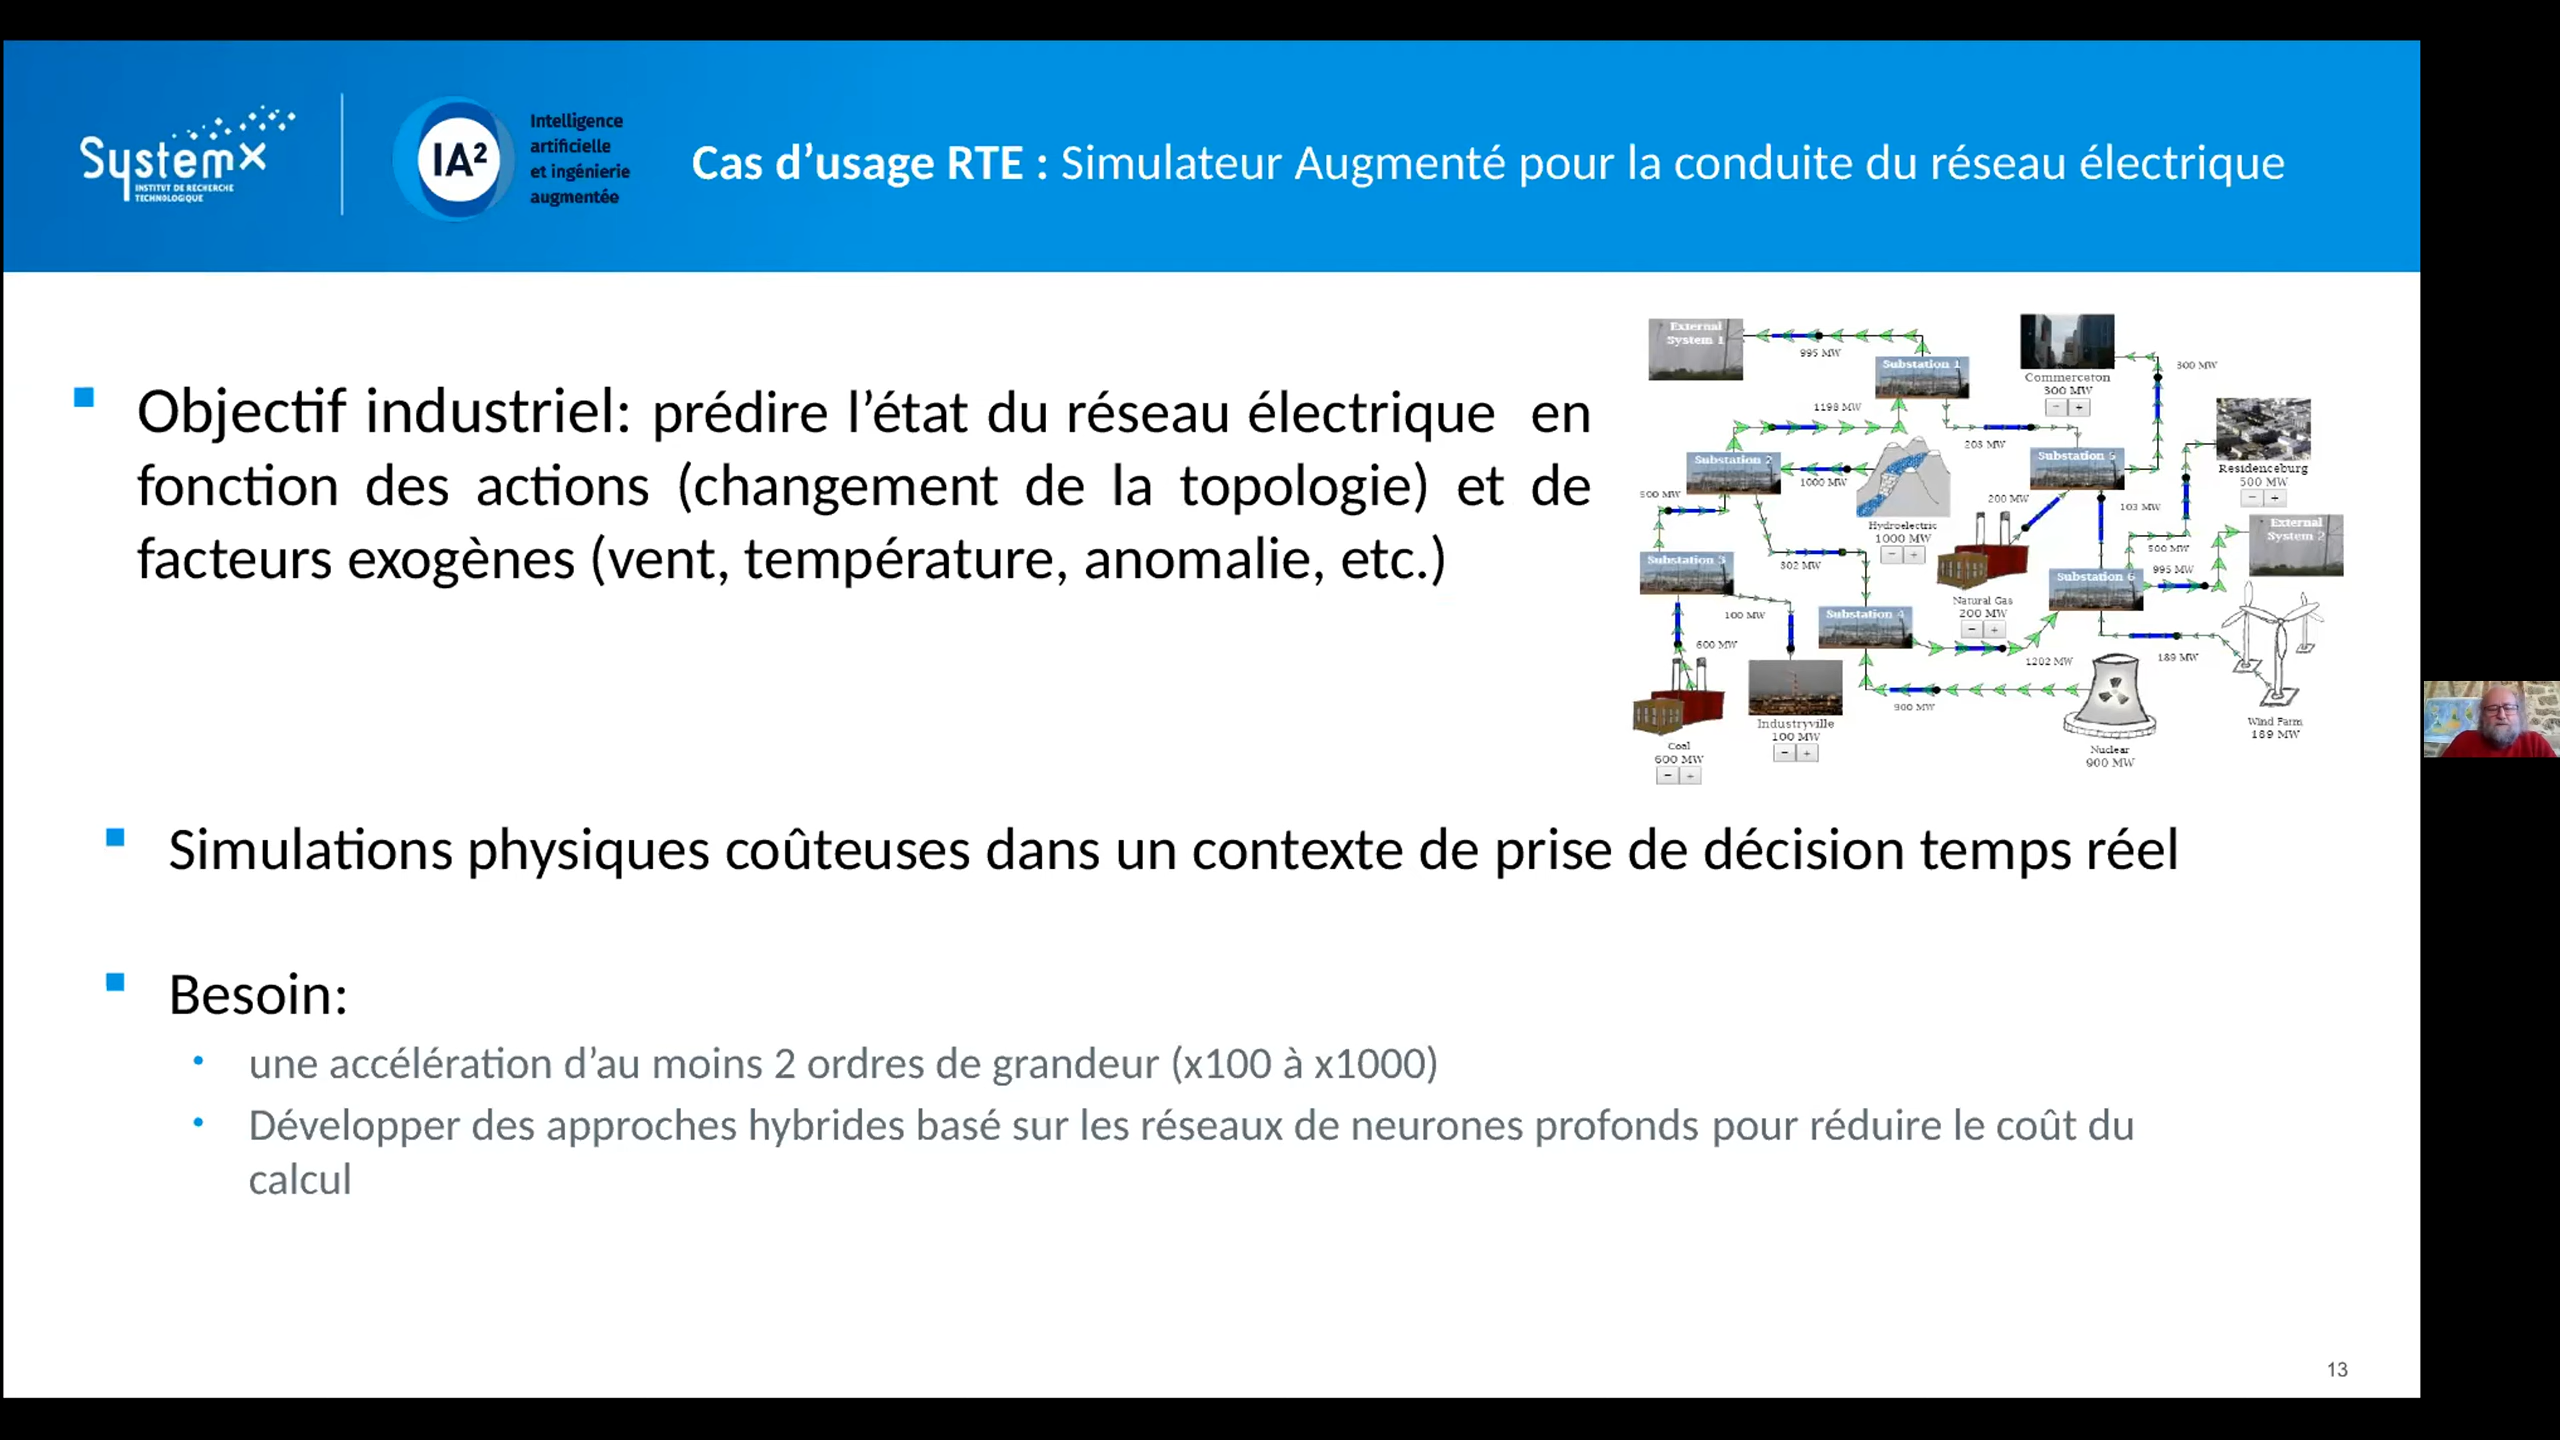 SystemX
INSTITUT DE RECHERCHE
TECHNOLOGIQUE
IA²
Intelligence
artificielle
et ingénierie
augmentée
Cas d’usage RTE : Simulateur Augmenté pour la conduite du réseau électrique
Objectif industriel: prédire l’état du réseau électrique en
fonction des actions (changement de la topologie) et de
facteurs exogènes (vent, température, anomalie, etc.)
External
System 1
995 MW
Substation 1
Commerceton
300 MW
- +
300 MW
1198 MW
203 MW
Substation 2
1000 MW
Substation 5
Residenceburg
500 MW
- +
500 MW
Hydroelectric
1000 MW
- +
200 MW
103 MW
External
System 2
500 MW
Substation 3
302 MW
995 MW
Substation 6
Natural Gas
200 MW
- +
100 MW
Substation 4
600 MW
1202 MW
189 MW
900 MW
Coal
600 MW
- +
Industryville
100 MW
- +
Nuclear
900 MW
Wind Farm
189 MW
Simulations physiques coûteuses dans un contexte de prise de décision temps réel
Besoin:
une accélération d’au moins 2 ordres de grandeur (x100 à x1000)
Développer des approches hybrides basé sur les réseaux de neurones profonds pour réduire le coût du
calcul
13